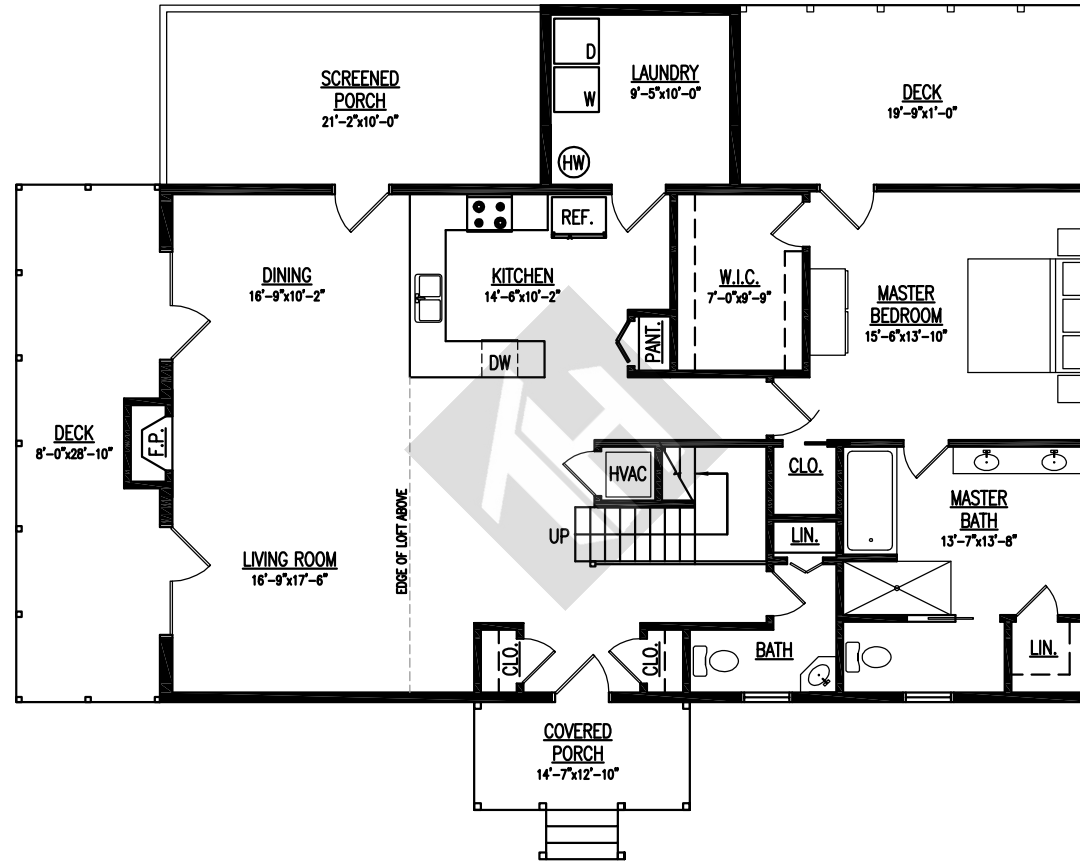 SCREENED
PORCH
21'-2"x10'-0"
D
W
HW
LAUNDRY
9'-5"x10'-0"
DECK
19'-9"x1'-0"
DINING
16'-9"x10'-2"
REF.
KITCHEN
14'-6"x10'-2"
DW
PANT.
W.I.C.
7'-0"x9'-9"
MASTER
BEDROOM
15'-6"x13'-10"
DECK
8'-0"x28'-10"
F.P.
LIVING ROOM
16'-9"x17'-6"
EDGE OF LOFT ABOVE
HVAC
UP
CLO.
LIN.
MASTER
BATH
13'-7"x13'-8"
CLO.
CLO.
BATH
LIN.
COVERED
PORCH
14'-7"x12'-10"
TH